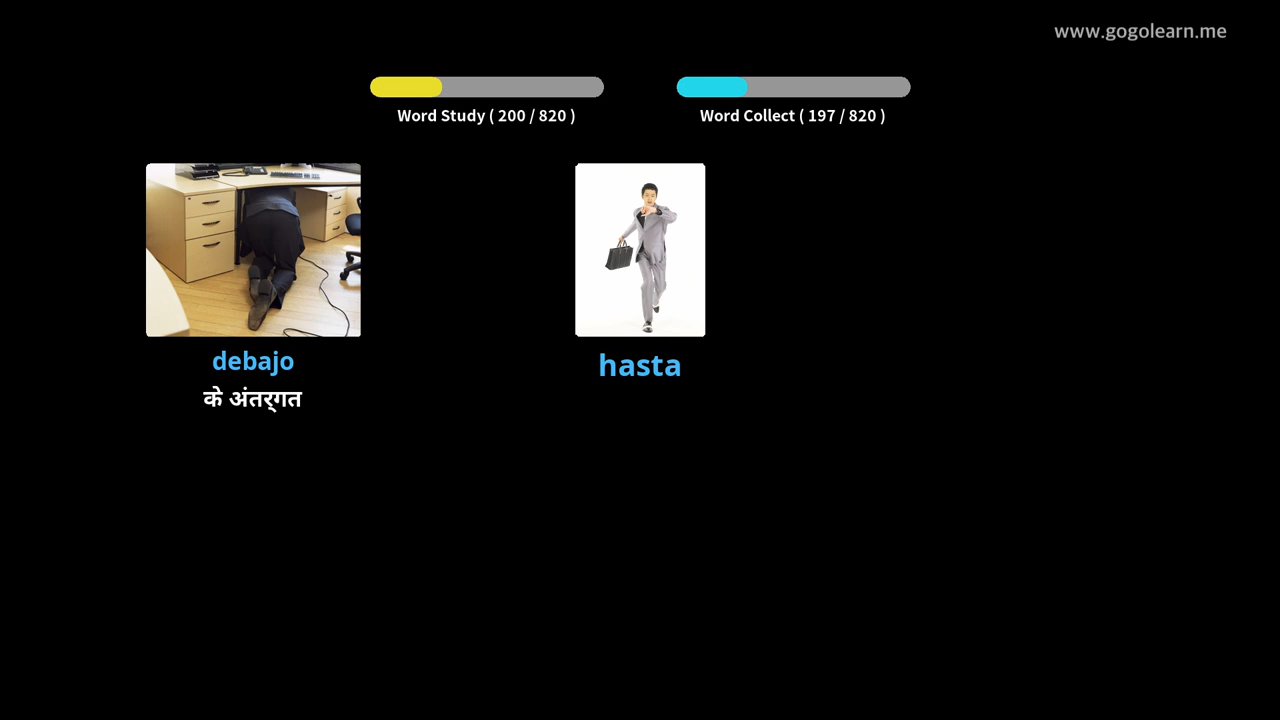 www.gogolearn.me
Word Study ( 200 / 820 )
Word Collect ( 197 / 820 )
debajo
के अंतर्गत
hasta